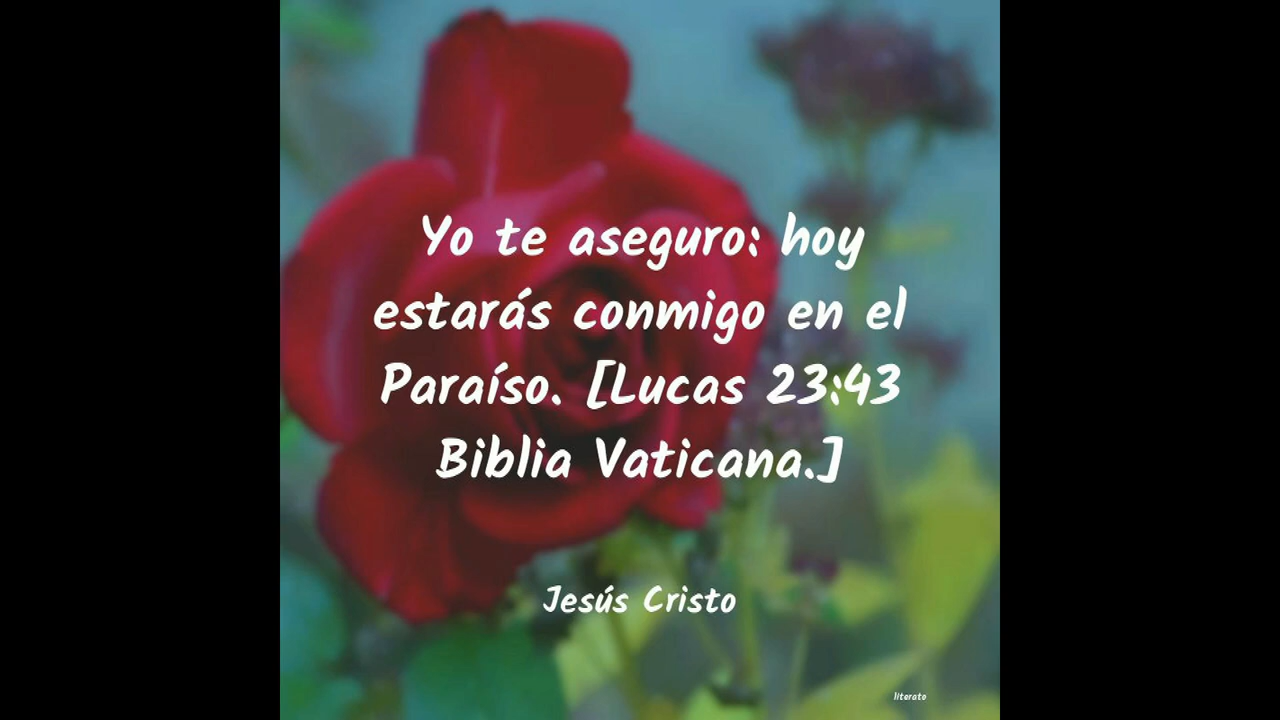 Yo te aseguro: hoy
estarás conmigo en el
Paraíso. [Lucas 23:43
Biblia Vaticana.]
Jesús Cristo
literato